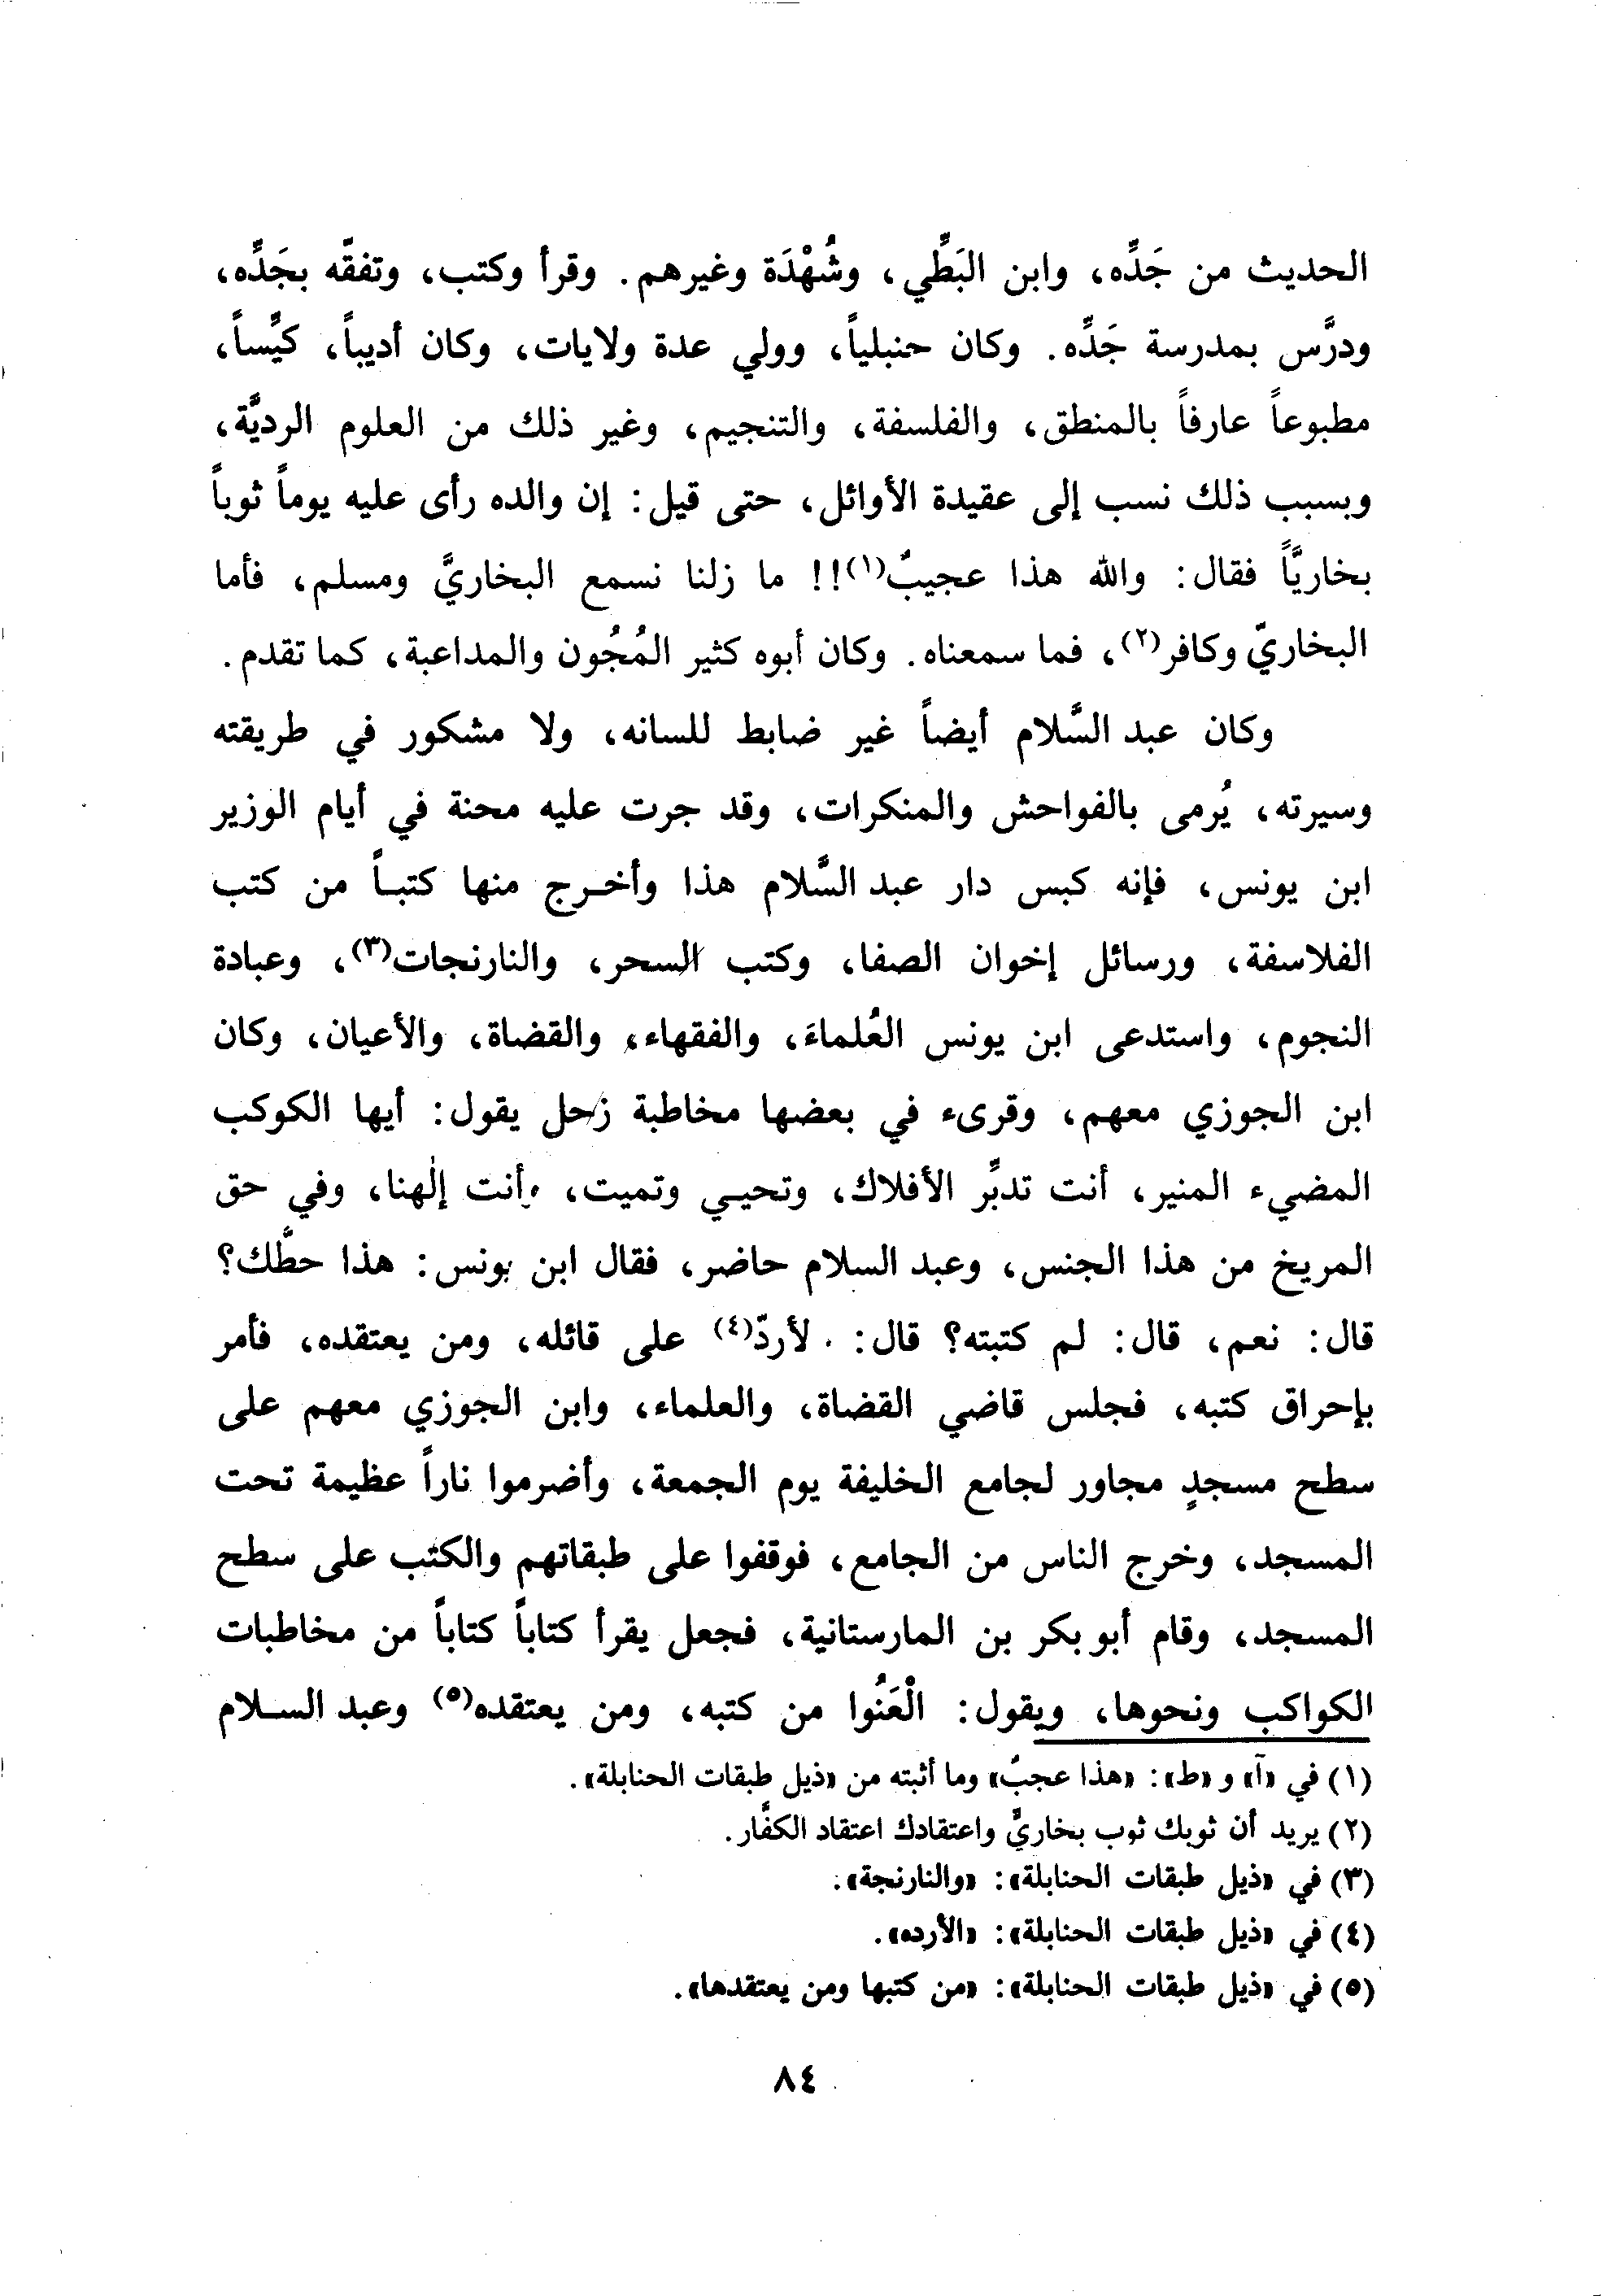 الحديث من جَدِّه، وابن البَطِّي، وشُهْدَة وغيرهم. وقرأ وكتب، وتفقّه بجَدِّه،
ودرَّس بمدرسة جَدِّه. وكان حنبلياً، وولي عدة ولايات، وكان أديباً، كيِّساً،
مطبوعاً عارفاً بالمنطق، والفلسفة، والتنجيم، وغير ذلك من العلوم الرديَّة،
وبسبب ذلك نسب إلى عقيدة الأوائل، حتى قيل: إن والده رأى عليه يوماً ثوباً
بخاريَّاً فقال: والله هذا عجيبٌ(١)!! ما زلنا نسمع البخاريَّ ومسلم، فأما
البخاريّ وكافر(٢)، فما سمعناه. وكان أبوه كثير المُجُون والمداعبة، كما تقدم.
وكان عبد السَّلام أيضاً غير ضابط للسانه، ولا مشكور في طريقته
وسيرته، يُرمى بالفواحش والمنكرات، وقد جرت عليه محنة في أيام الوزير
ابن يونس، فإنه كبس دار عبد السَّلام هذا وأخرج منها كتباً من كتب
الفلاسفة، ورسائل إخوان الصفا، وكتب السحر، والنارنجات(٣)، وعبادة
النجوم، واستدعى ابن يونس العُلماءَ، والفقهاء، والقضاة، والأعيان، وكان
ابن الجوزي معهم، وقرىء في بعضها مخاطبة زحل يقول: أيها الكوكب
المضيء المنير، أنت تدبِّر الأفلاك، وتحيي وتميت، وأنت إلٰهنا، وفي حق
المريخ من هذا الجنس، وعبد السلام حاضر، فقال ابن يونس: هذا خطُّك؟
قال: نعم، قال: لم كتبته؟ قال: لأردّ(٤) على قائله، ومن يعتقده، فأمر
بإحراق كتبه، فجلس قاضي القضاة، والعلماء، وابن الجوزي معهم على
سطح مسجدٍ مجاور لجامع الخليفة يوم الجمعة، وأضرموا ناراً عظيمة تحت
المسجد، وخرج الناس من الجامع، فوقفوا على طبقاتهم والكتب على سطح
المسجد، وقام أبو بكر بن المارستانية، فجعل يقرأ كتاباً كتاباً من مخاطبات
الكواكب ونحوها، ويقول: الْعَنُوا من كتبه، ومن يعتقده(٥) وعبد السلام
(١) في «آ» و «ط»: «هذا عجبٌ» وما أثبته من «ذيل طبقات الحنابلة».
(٢) يريد أن ثوبك ثوب بخاريٌّ واعتقادك اعتقاد الكفَّار.
(٣) في «ذيل طبقات الحنابلة»: «والنارنجة».
(٤) في «ذيل طبقات الحنابلة»: «الأرده».
(٥) في «ذيل طبقات الحنابلة»: «من كتبها ومن يعتقدها».
٨٤